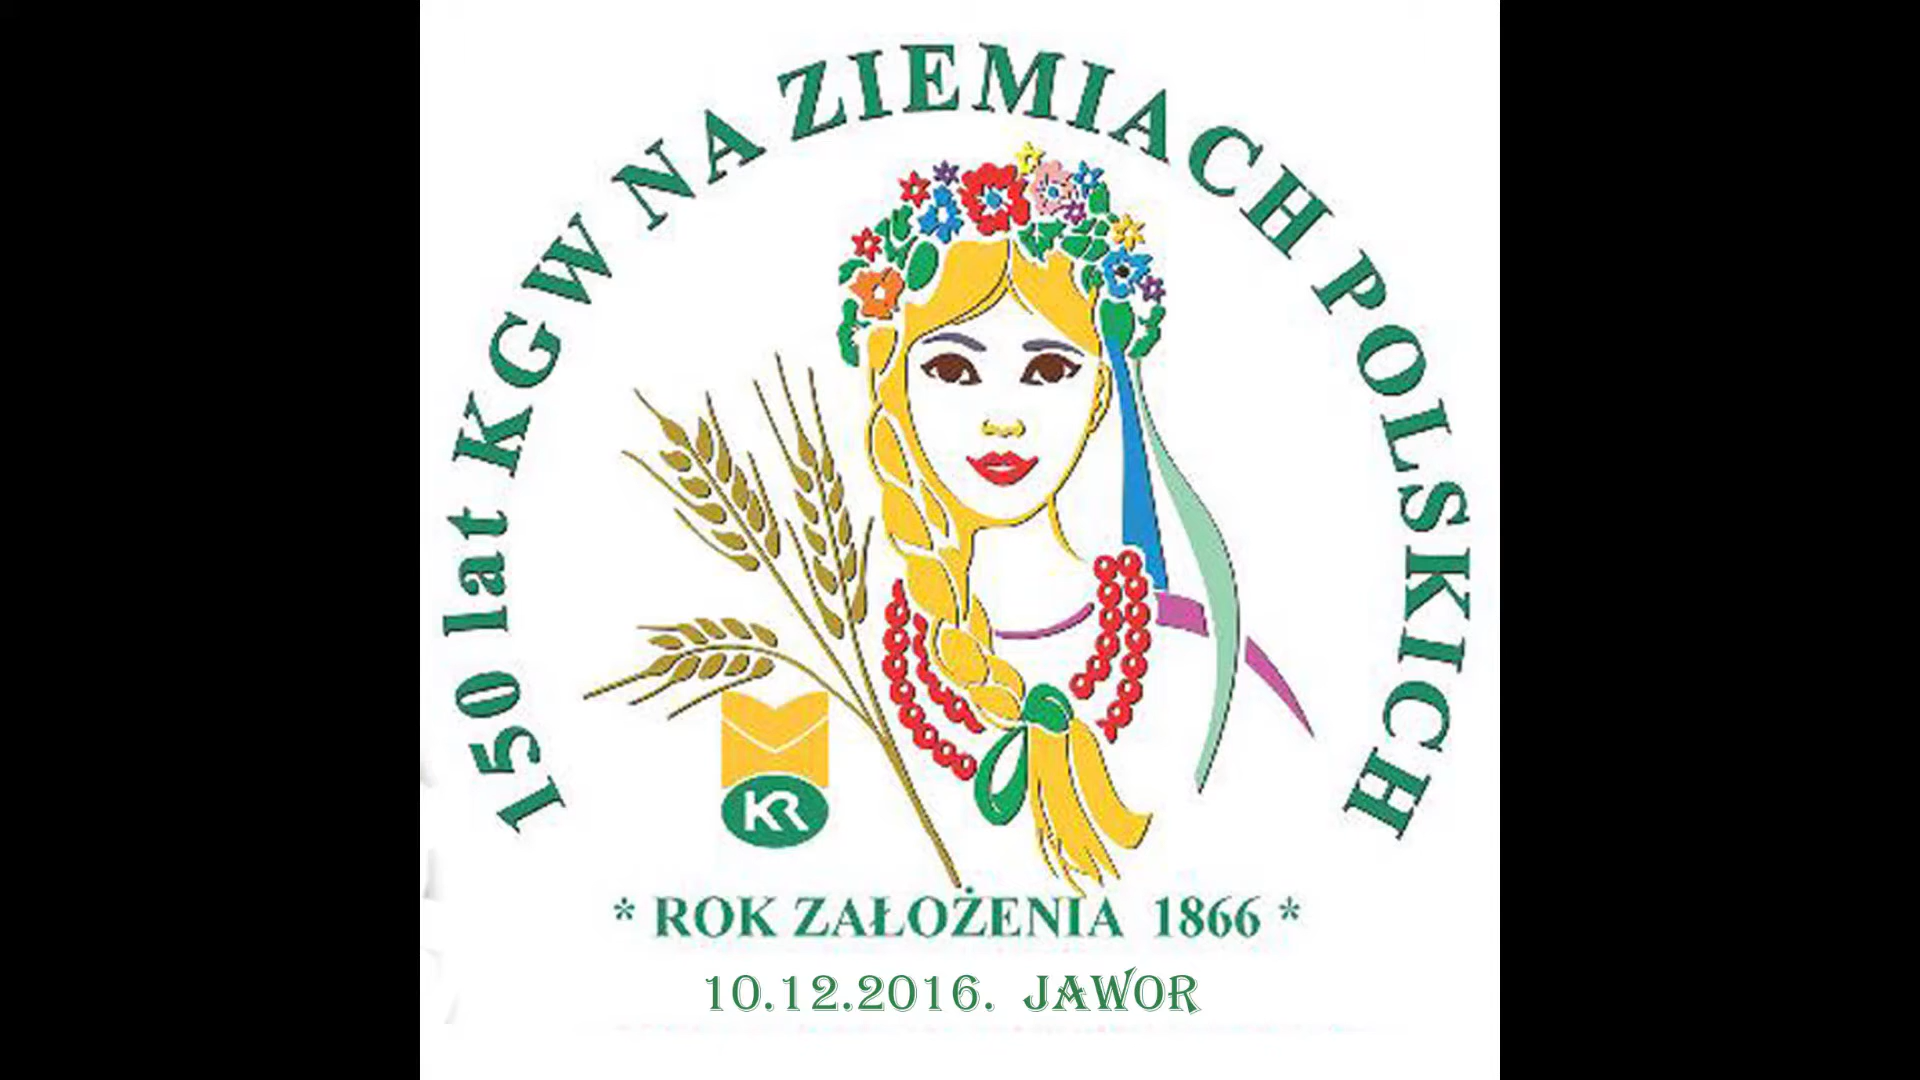 150 lat KGW NA ZIEMIACH POLSKICH
KR
* ROK ZAŁOŻENIA 1866 *
10.12.2016. JAWOR